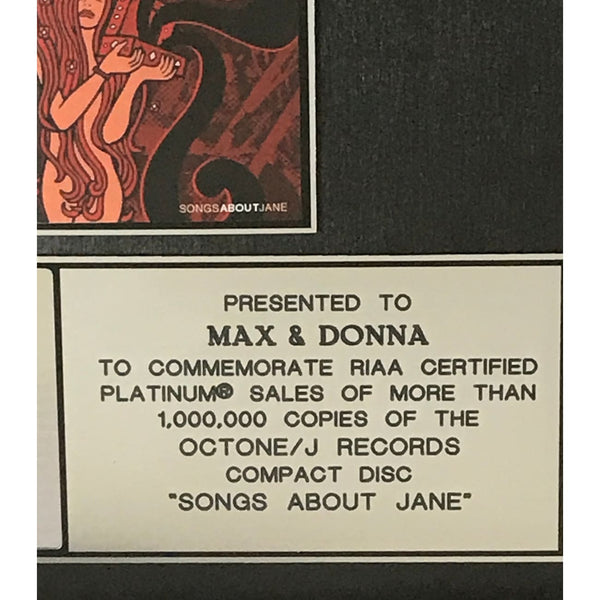 SONGSABOUTJANE
PRESENTED TO
MAX & DONNA
TO COMMEMORATE RIAA CERTIFIED
PLATINUM® SALES OF MORE THAN
1,000,000 COPIES OF THE
OCTONE/J RECORDS
COMPACT DISC
"SONGS ABOUT JANE"